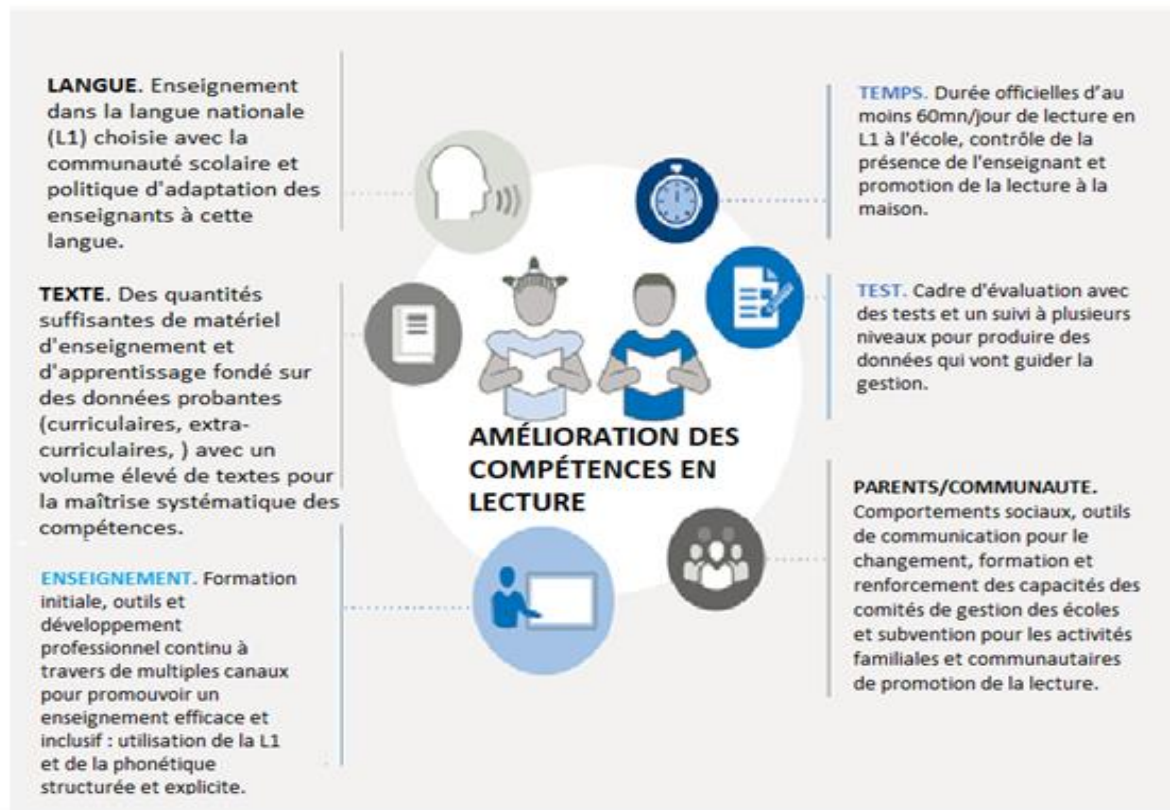 LANGUE. Enseignement
dans la langue nationale
(L1) choisie avec la
communauté scolaire et
politique d'adaptation des
enseignants à cette
langue.
TEXTE. Des quantités
suffisantes de matériel
d'enseignement et
d'apprentissage fondé sur
des données probantes
(curriculaires, extra-
curriculaires, ) avec un
volume élevé de textes pour
la maîtrise systématique des
compétences.
ENSEIGNEMENT. Formation
initiale, outils et
développement
professionnel continu à
travers de multiples canaux
pour promouvoir un
enseignement efficace et
inclusif : utilisation de la L1
et de la phonétique
structurée et explicite.
AMÉLIORATION DES
COMPÉTENCES EN
LECTURE
TEMPS. Durée officielles d’au
moins 60mn/jour de lecture en
L1 à l'école, contrôle de la
présence de l'enseignant et
promotion de la lecture à la
maison.
TEST. Cadre d'évaluation avec
des tests et un suivi à plusieurs
niveaux pour produire des
données qui vont guider la
gestion.
PARENTS/COMMUNAUTE.
Comportements sociaux, outils
de communication pour le
changement, formation et
renforcement des capacités des
comités de gestion des écoles
et subvention pour les activités
familiales et communautaires
de promotion de la lecture.